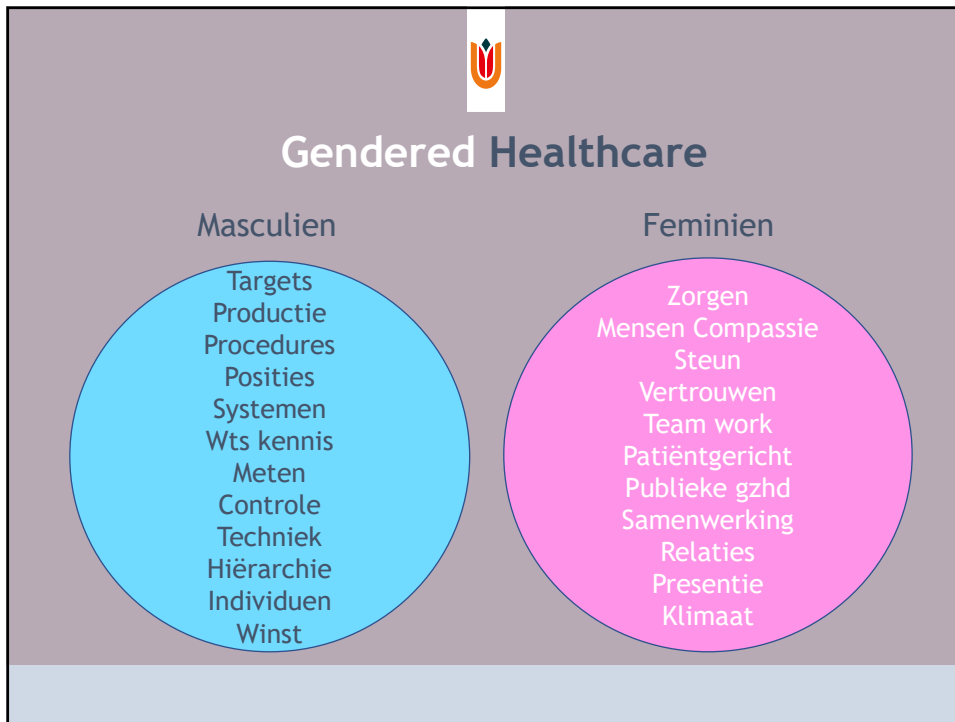 Gendered Healthcare
Masculien
Targets
Productie
Procedures
Posities
Systemen
Wts kennis
Meten
Controle
Techniek
Hiërarchie
Individuen
Winst
Feminien
Zorgen
Mensen Compassie
Steun
Vertrouwen
Team work
Patiëntgericht
Publieke gzhd
Samenwerking
Relaties
Presentie
Klimaat